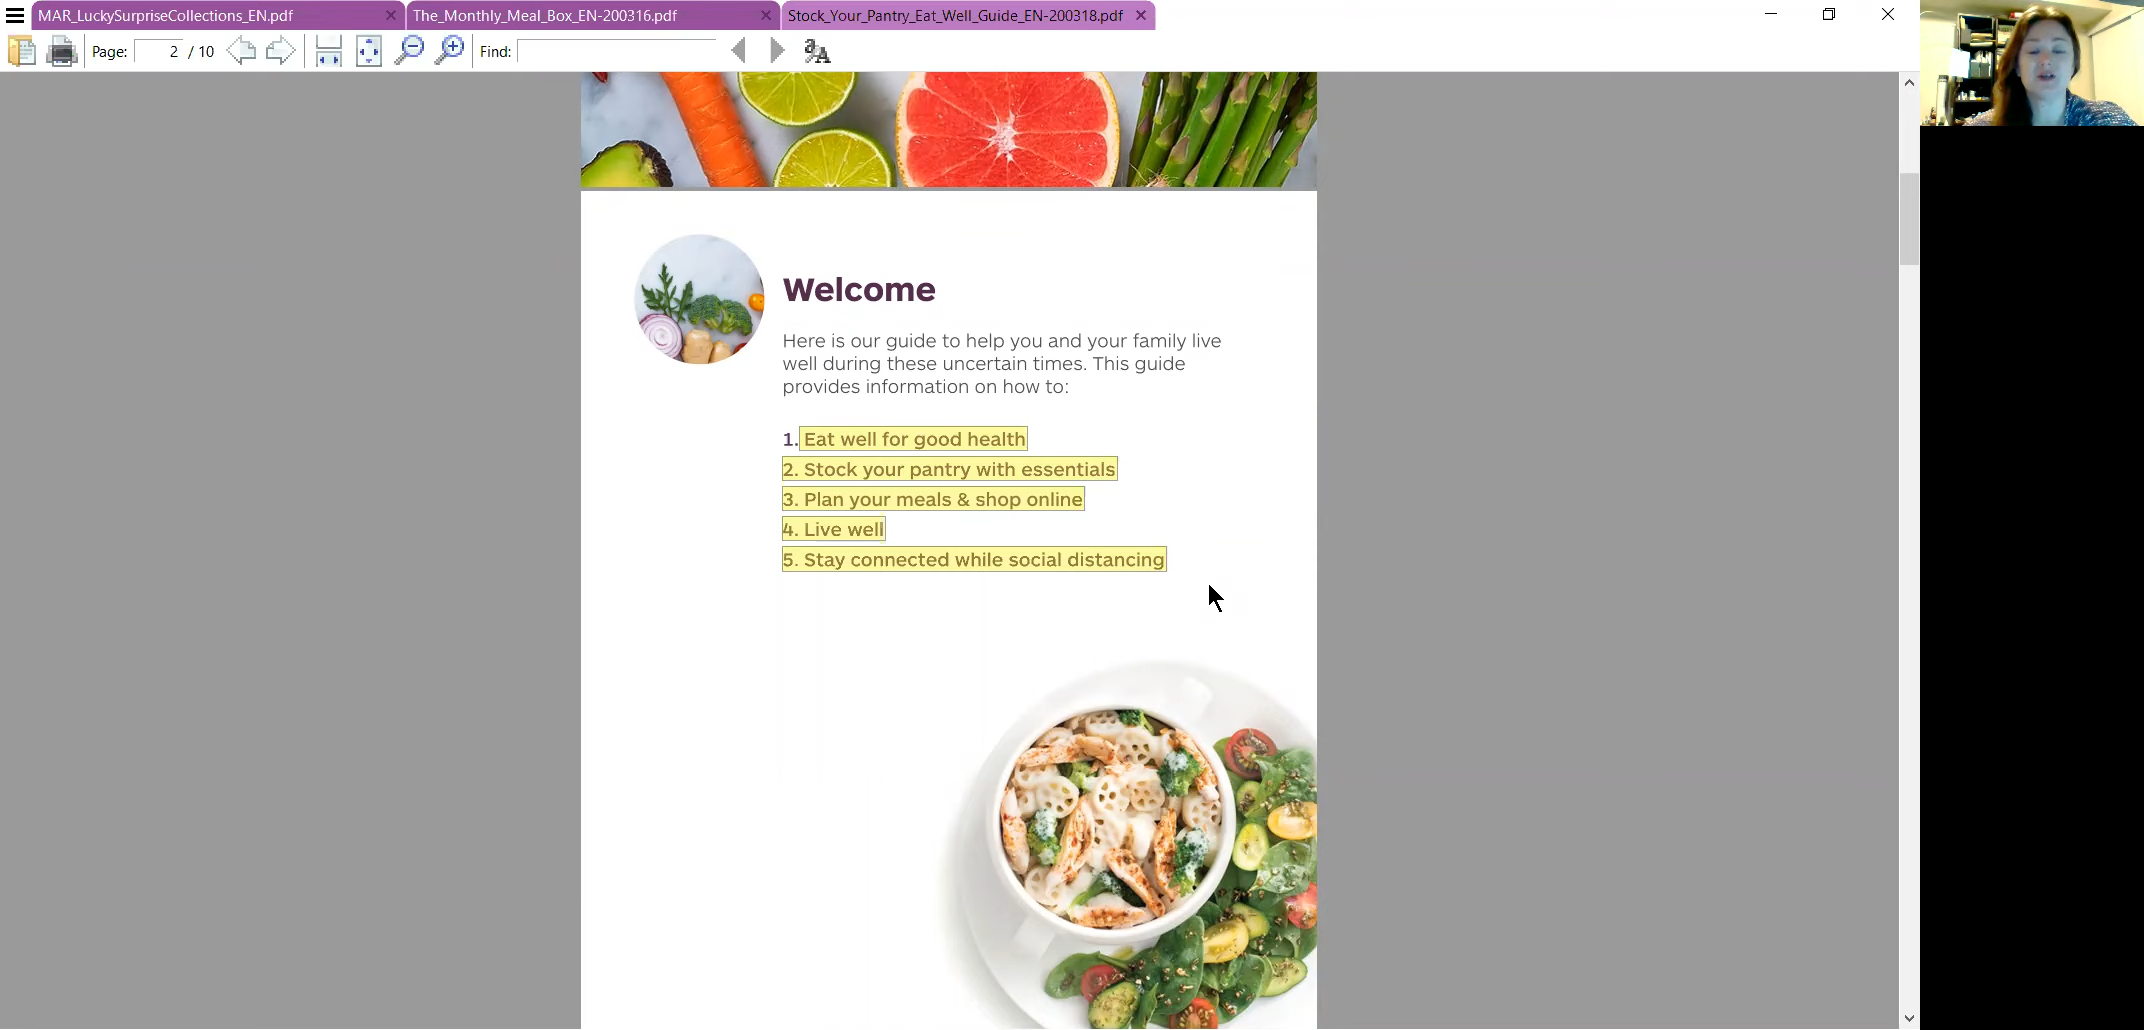 MAR_LuckySurpriseCollections_EN.pdf
The_Monthly_Meal_Box_EN-200316.pdf
Stock_Your_Pantry_Eat_Well_Guide_EN-200318.pdf
Page: 2 / 10 Find:
Welcome
Here is our guide to help you and your family live
well during these uncertain times. This guide
provides information on how to:
1. Eat well for good health
2. Stock your pantry with essentials
3. Plan your meals & shop online
4. Live well
5. Stay connected while social distancing